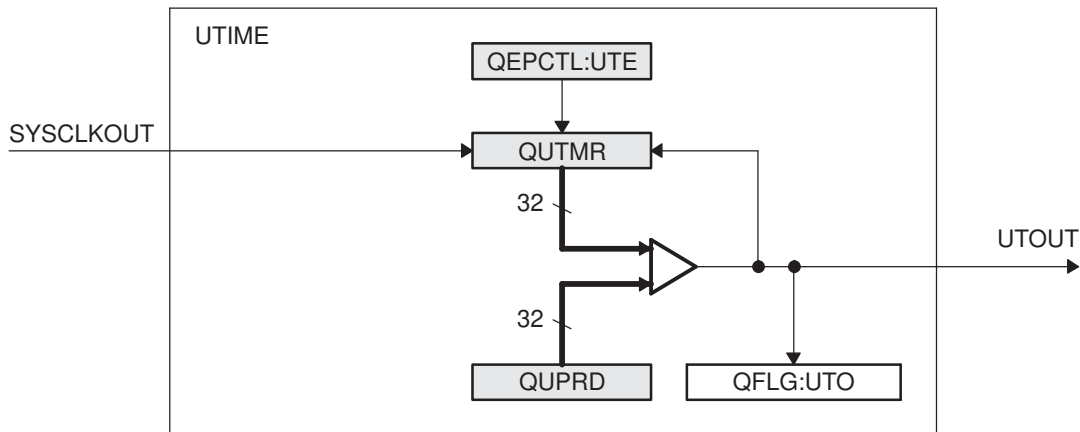 UTIME
QEPCTL:UTE
SYSCLKOUT
QUTMR
32
UTOUT
32
QUPRD
QFLG:UTO